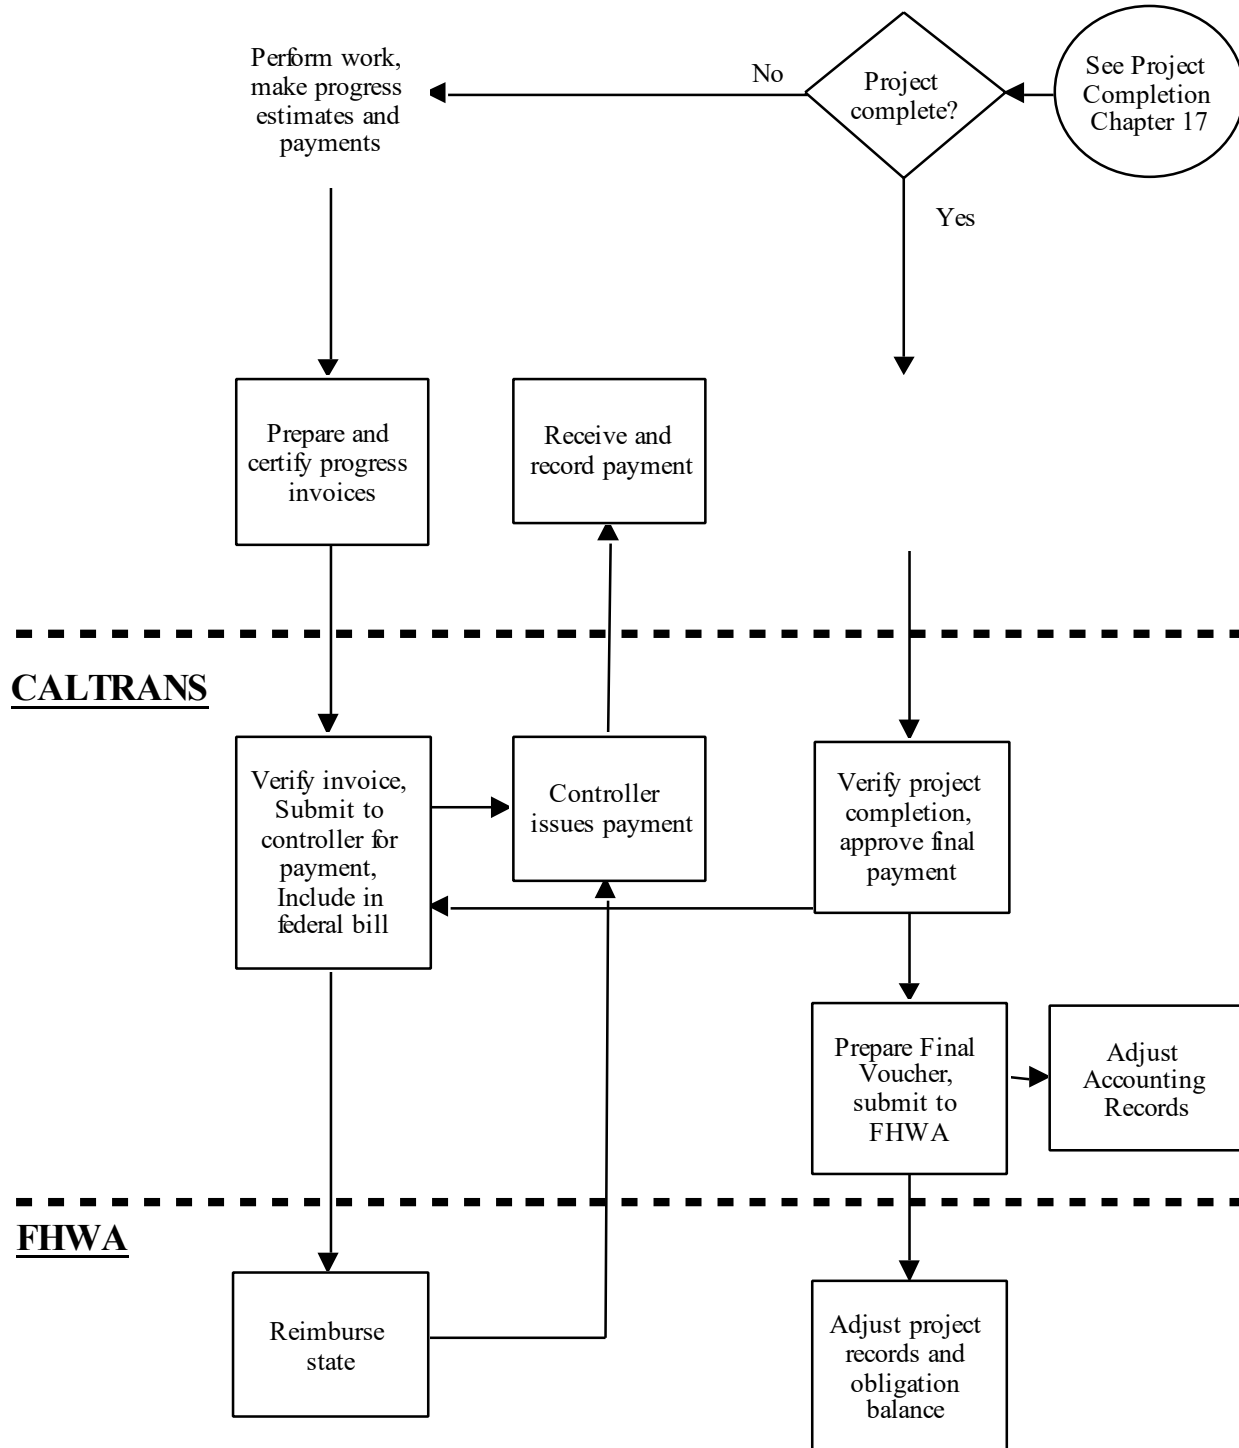 Perform work,
make progress
estimates and
payments
No
Project
complete?
See Project
Completion
Chapter 17
Yes
Prepare and
certify progress
invoices
Receive and
record payment
CALTRANS
Verify invoice,
Submit to
controller for
payment,
Include in
federal bill
Controller
issues payment
Verify project
completion,
approve final
payment
Prepare Final
Voucher,
submit to
FHWA
Adjust
Accounting
Records
FHWA
Reimburse
state
Adjust project
records and
obligation
balance